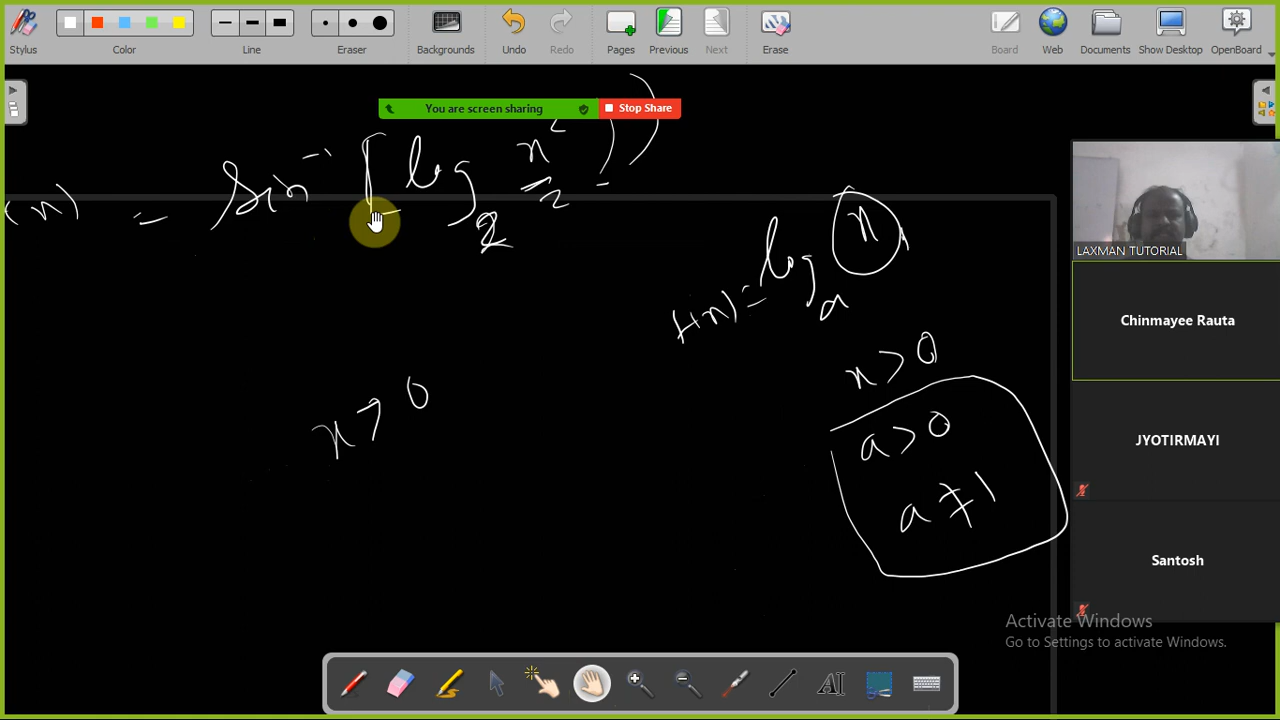 Stylus
Color
Line
Eraser
Backgrounds
Undo
Redo
Pages
Previous
Next
Erase
Board
Web
Documents
Show Desktop
OpenBoard
You are screen sharing
Stop Share
(x) = Sin⁻¹ [ log₂ x²/2 ) )
f(x) = logₐ x
x > 0
a > 0
a ≠ 1
x > 0
LAXMAN TUTORIAL
Chinmayee Rauta
JYOTIRMAYI
Santosh
Activate Windows
Go to Settings to activate Windows.
AI